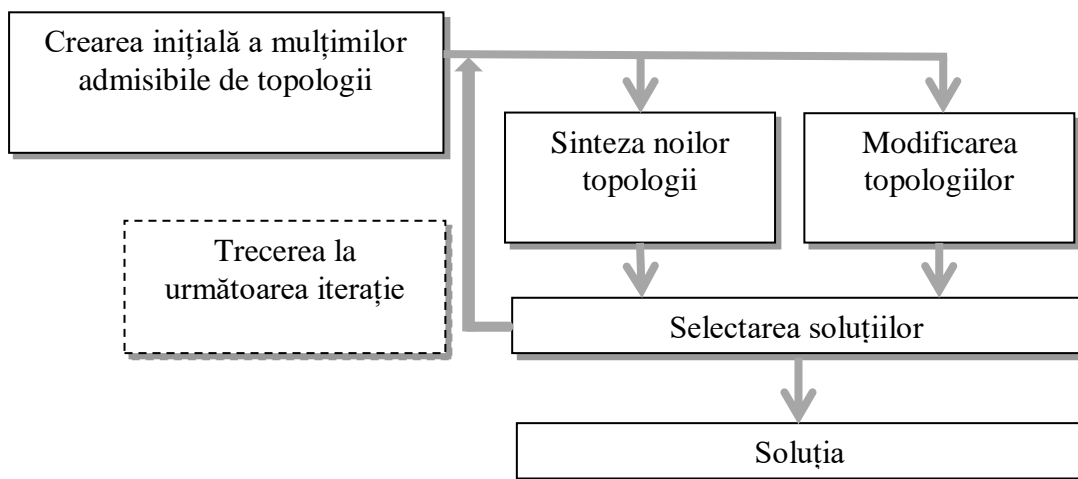 Crearea inițială a mulțimilor
admisibile de topologii
Sinteza noilor
topologii
Modificarea
topologiilor
Trecerea la
următoarea iterație
Selectarea soluțiilor
Soluția